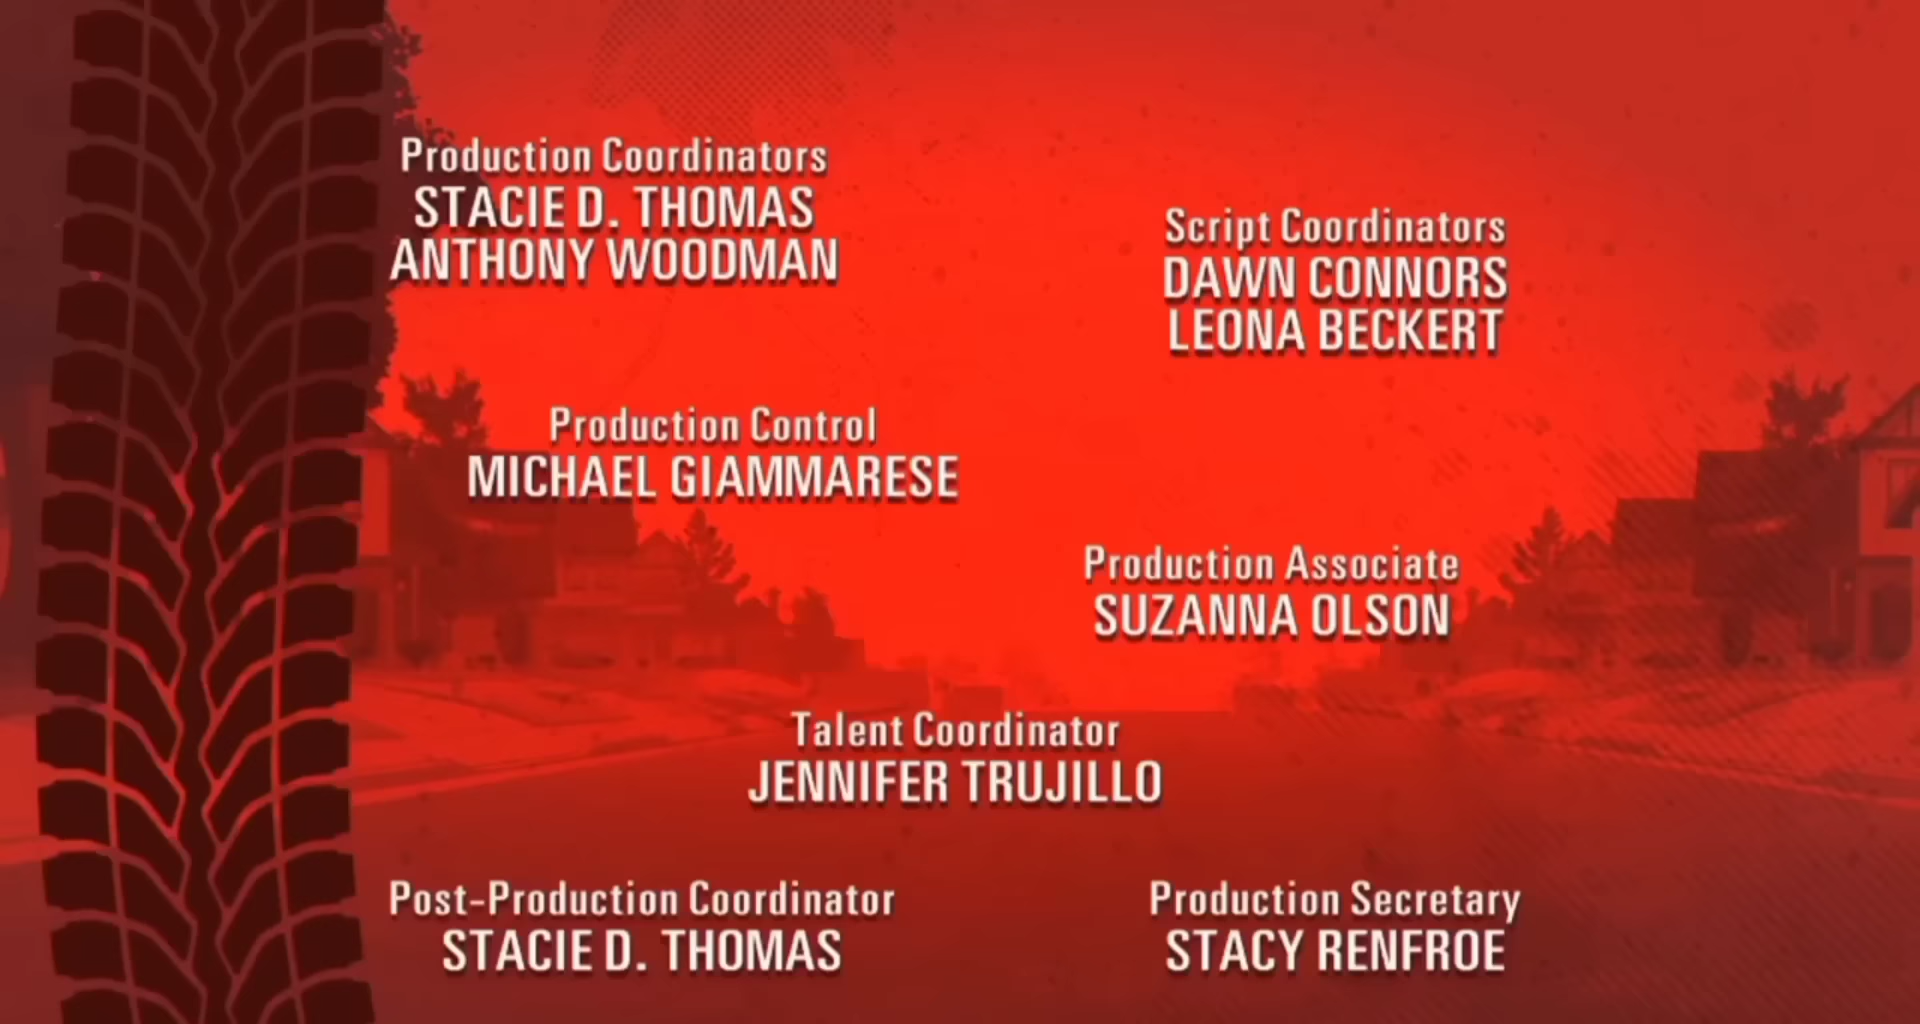 Production Coordinators
STACIE D. THOMAS
ANTHONY WOODMAN
Script Coordinators
DAWN CONNORS
LEONA BECKERT
Production Control
MICHAEL GIAMMARESE
Production Associate
SUZANNA OLSON
Talent Coordinator
JENNIFER TRUJILLO
Post-Production Coordinator
STACIE D. THOMAS
Production Secretary
STACY RENFROE